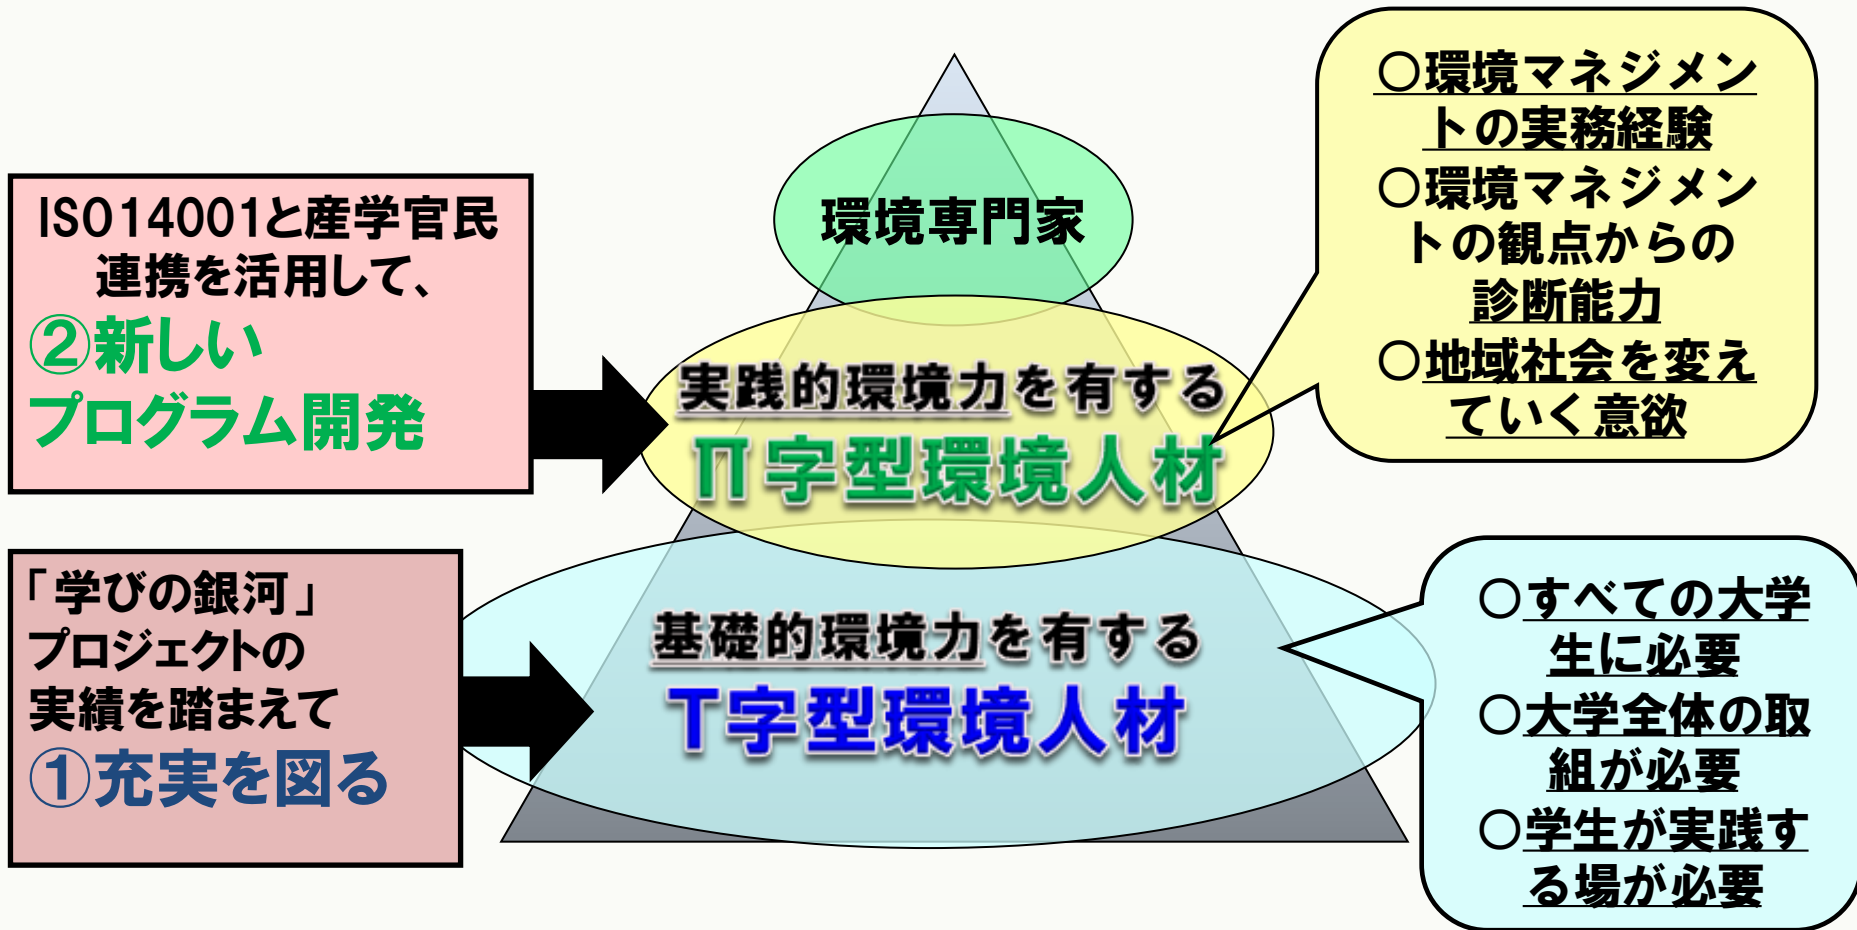 環境専門家
ISO14001と産学官民
連携を活用して、
②新しい
プログラム開発
実践的環境力を有する
Π字型環境人材
○環境マネジメン
トの実務経験
○環境マネジメン
トの観点からの
診断能力
○地域社会を変え
ていく意欲
「学びの銀河」
プロジェクトの
実績を踏まえて
①充実を図る
基礎的環境力を有する
T字型環境人材
○すべての大学
生に必要
○大学全体の取
組が必要
○学生が実践す
る場が必要